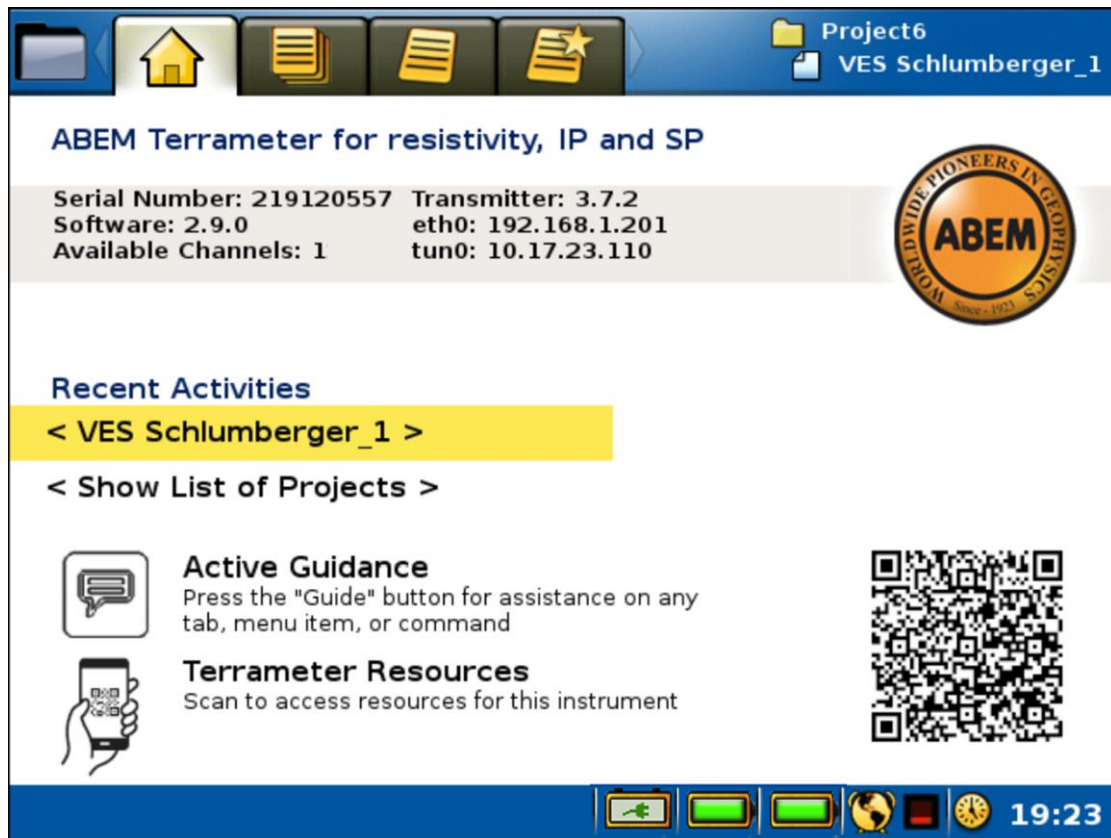 Project6
VES Schlumberger_1
ABEM Terrameter for resistivity, IP and SP
Serial Number: 219120557 Transmitter: 3.7.2
Software: 2.9.0 eth0: 192.168.1.201
Available Channels: 1 tun0: 10.17.23.110
WORLDWIDE PIONEERS IN GEOPHYSICS
ABEM
Since - 1923
Recent Activities
< VES Schlumberger_1 >
< Show List of Projects >
Active Guidance
Press the "Guide" button for assistance on any
tab, menu item, or command
Terrameter Resources
Scan to access resources for this instrument
19:23